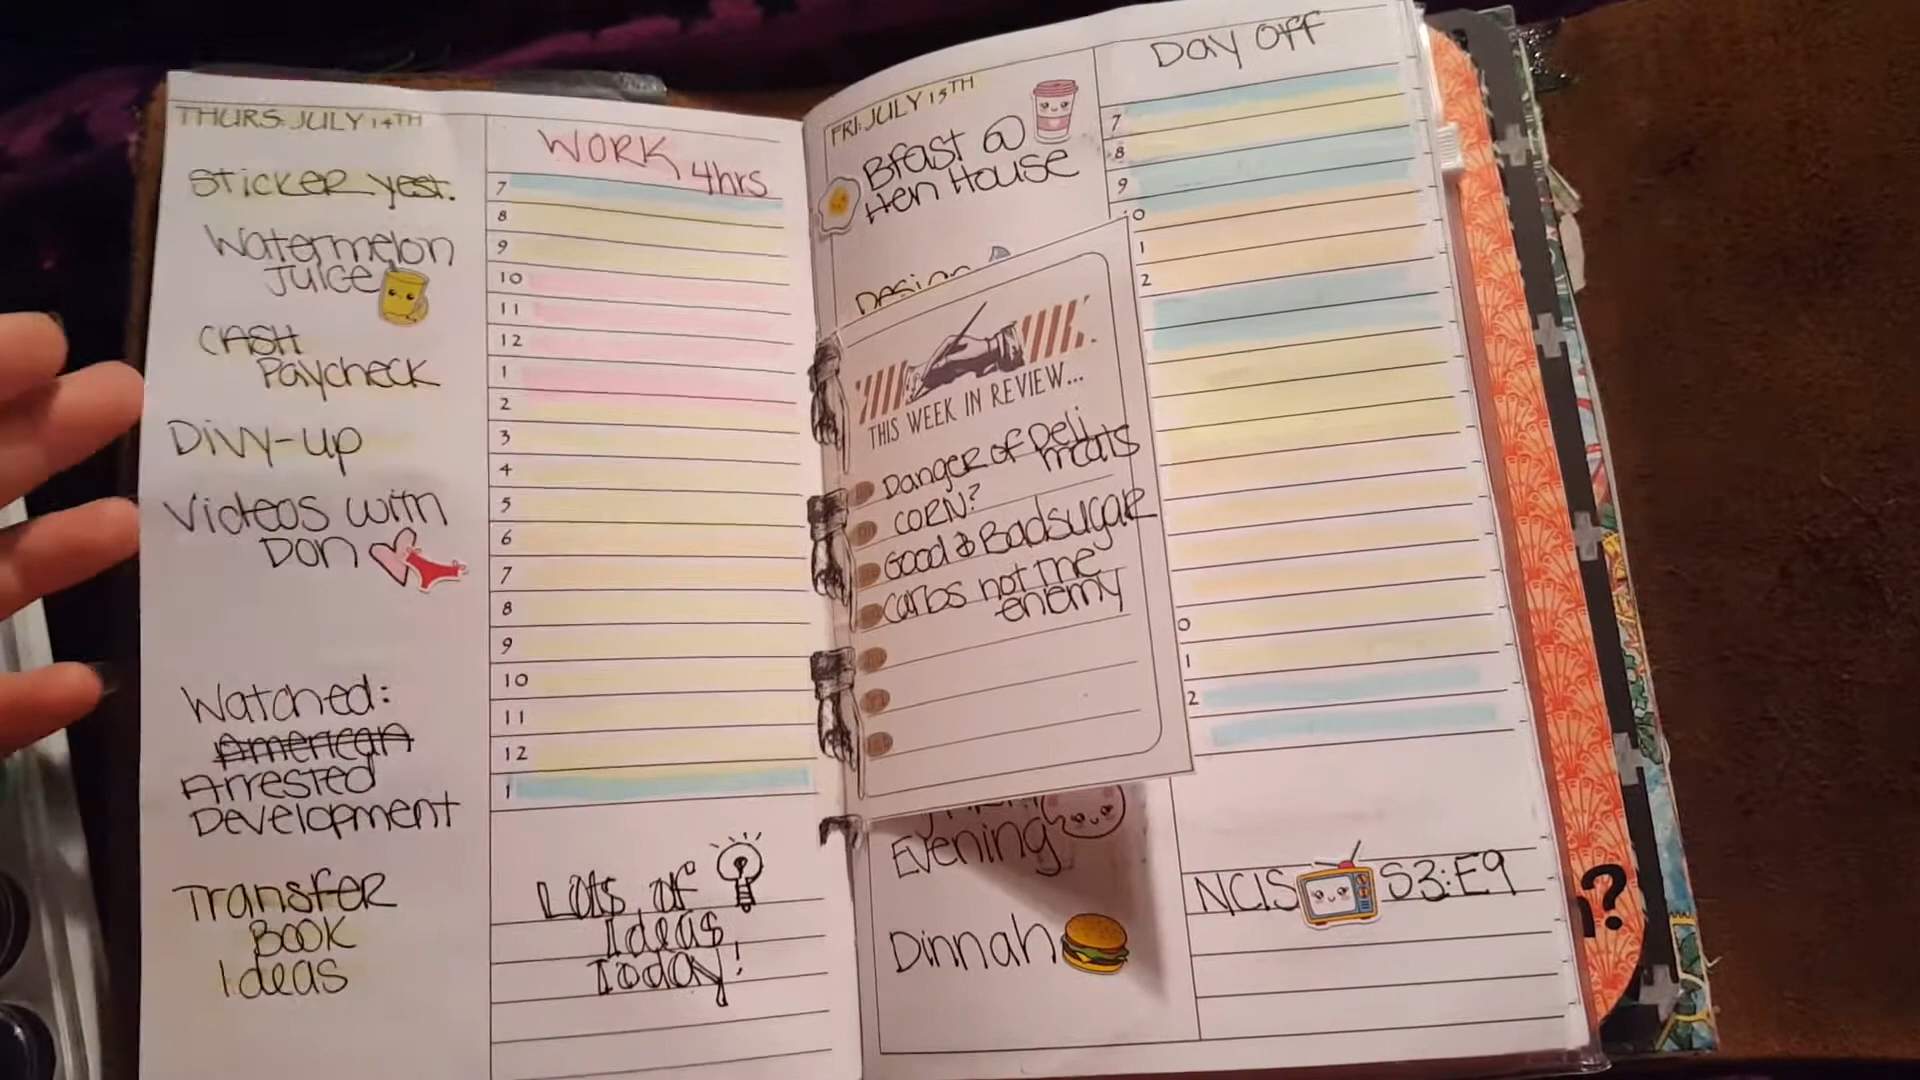 THURS: JULY 14TH
STICKER YEST.
Watermelon
Juice
CASH
Paycheck
Divy-up
Videos with
Don
Watched:
American
Arrested
Development
Transfer
Book
Ideas
WORK 4hrs
7
8
9
10
11
12
1
2
3
4
5
6
7
8
9
10
11
12
1
Lots of
Ideas
Today!
FRI: JULY 15TH
Bfast @
Hen House
Design
THIS WEEK IN REVIEW...
Danger of Deli
meats
CORN?
Good & Bad sugar
Carbs not the
enemy
Evening
Dinnah
Day Off
7
8
9
0
1
2
0
1
2
NCIS S3:E9
?